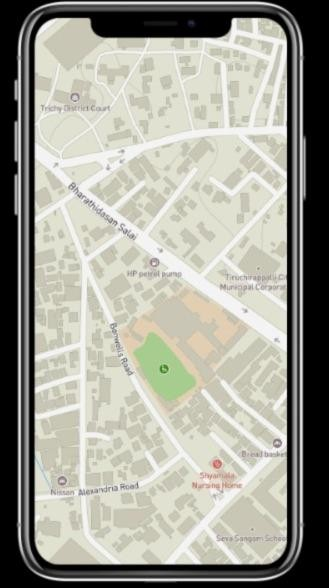 Trichy District Court
Bharathidasan Salai
HP petrol pump
Tiruchirappalli Cit
Municipal Corporat
Benwells Road
Bread basket
Shyamala
Nursing Home
Nissan
Alexandria Road
Seva Sangam School